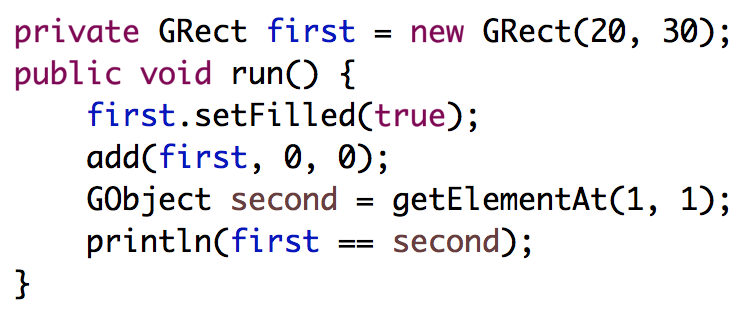 private GRect first = new GRect(20, 30);
public void run() {
    first.setFilled(true);
    add(first, 0, 0);
    GObject second = getElementAt(1, 1);
    println(first == second);
}